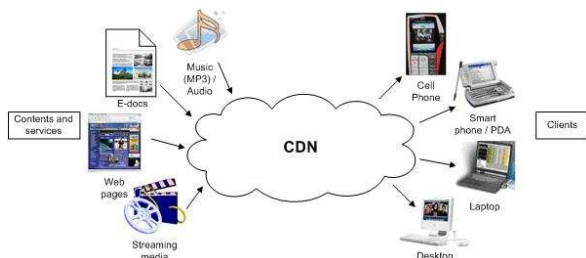 Music
(MP3) /
Audio
E-docs
Cell
Phone
Contents and
services
CDN
Smart
phone / PDA
Clients
Web
pages
Laptop
Streaming
media
Desktop